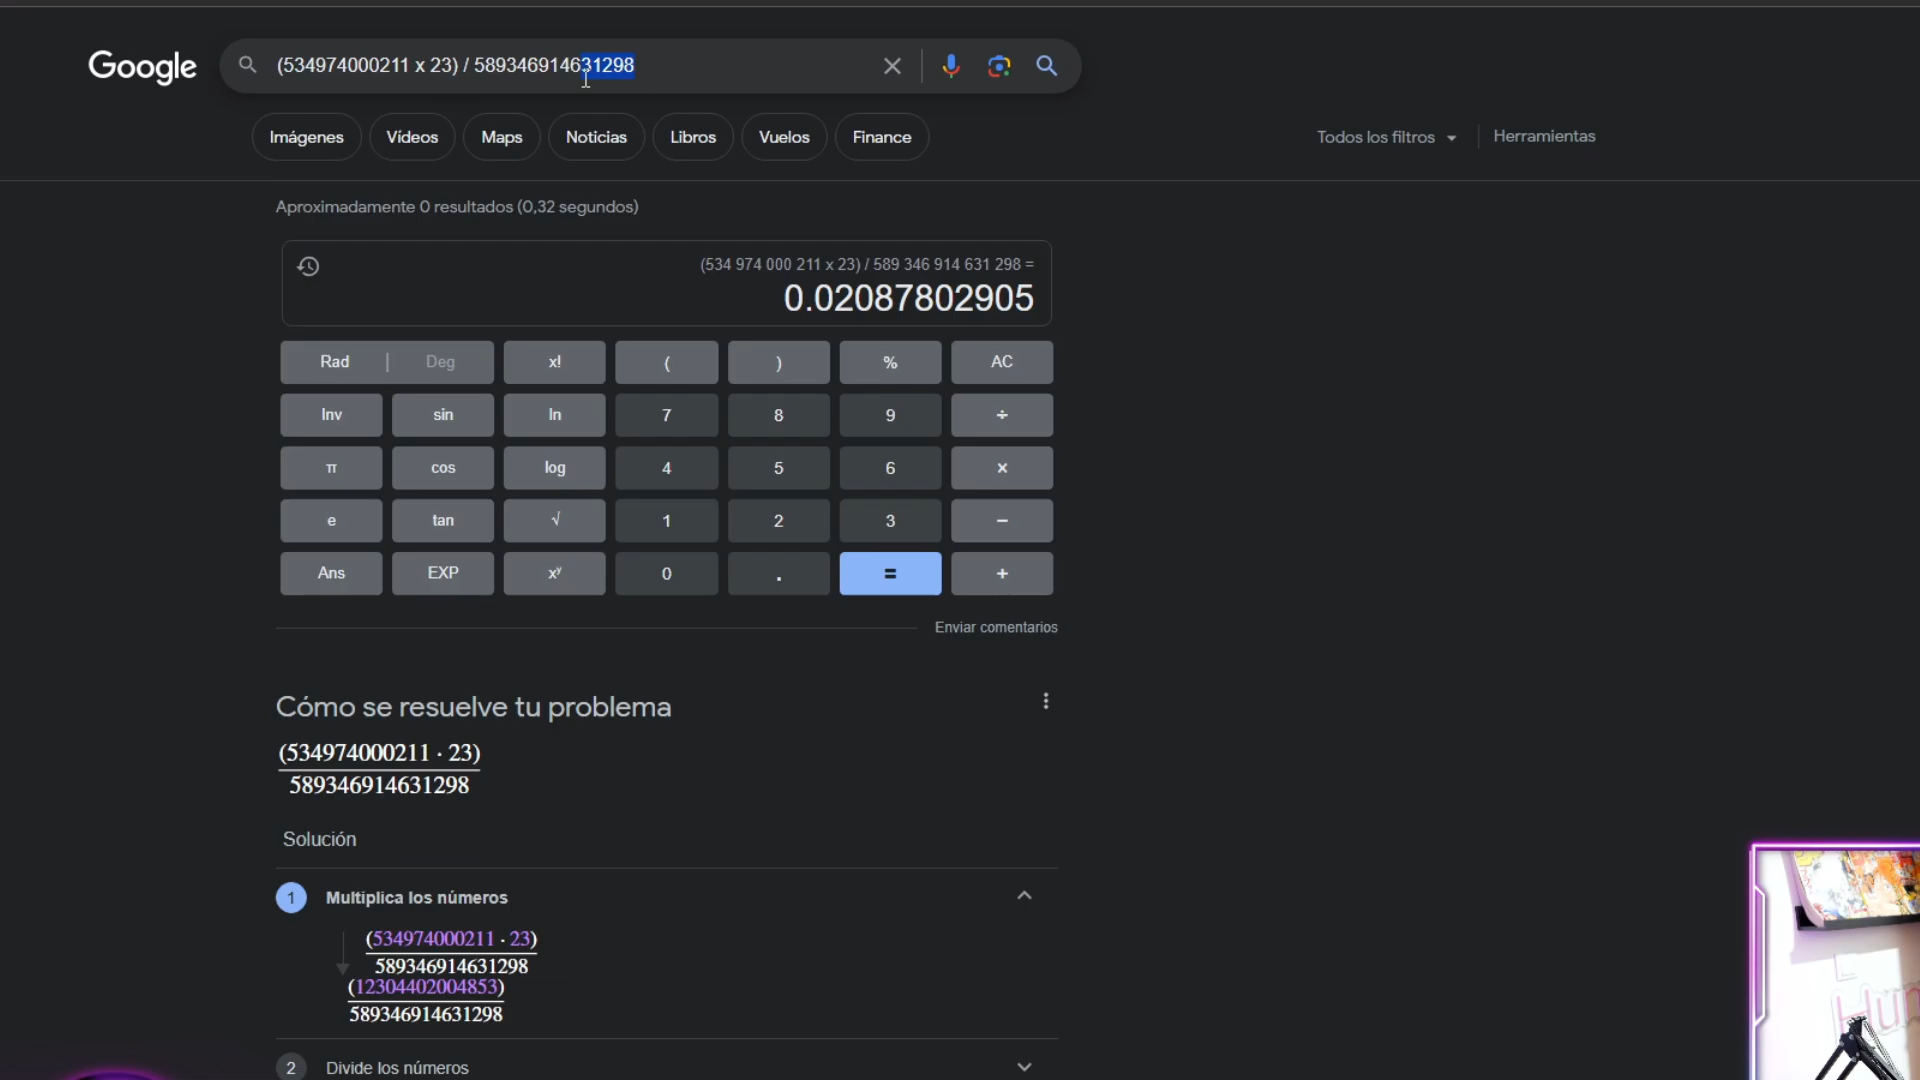 Google
(534974000211 x 23) / 589346914631298
Imágenes Vídeos Maps Noticias Libros Vuelos Finance
Todos los filtros Herramientas
Aproximadamente 0 resultados (0,32 segundos)
(534 974 000 211 x 23) / 589 346 914 631 298 =
0.02087802905
Rad | Deg x! ( ) % AC
Inv sin ln 7 8 9 ÷
π cos log 4 5 6 ×
e tan √ 1 2 3 −
Ans EXP xʸ 0 . = +
Enviar comentarios
Cómo se resuelve tu problema
(534974000211 · 23)
589346914631298
Solución
1 Multiplica los números
(534974000211 · 23)
589346914631298
(12304402004853)
589346914631298
2 Divide los números